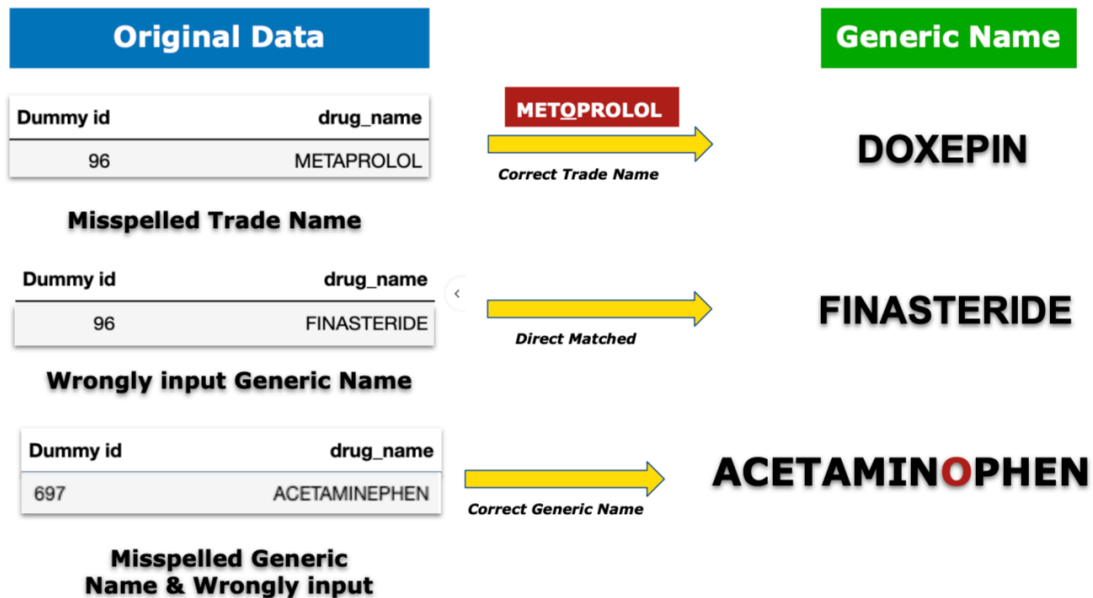 Original Data
Generic Name
Dummy id drug_name
96 METAPROLOL
METOPROLOL
Correct Trade Name
DOXEPIN
Misspelled Trade Name
Dummy id drug_name
96 FINASTERIDE
Direct Matched
FINASTERIDE
Wrongly input Generic Name
Dummy id drug_name
697 ACETAMINEPHEN
Correct Generic Name
ACETAMINOPHEN
Misspelled Generic
Name & Wrongly input